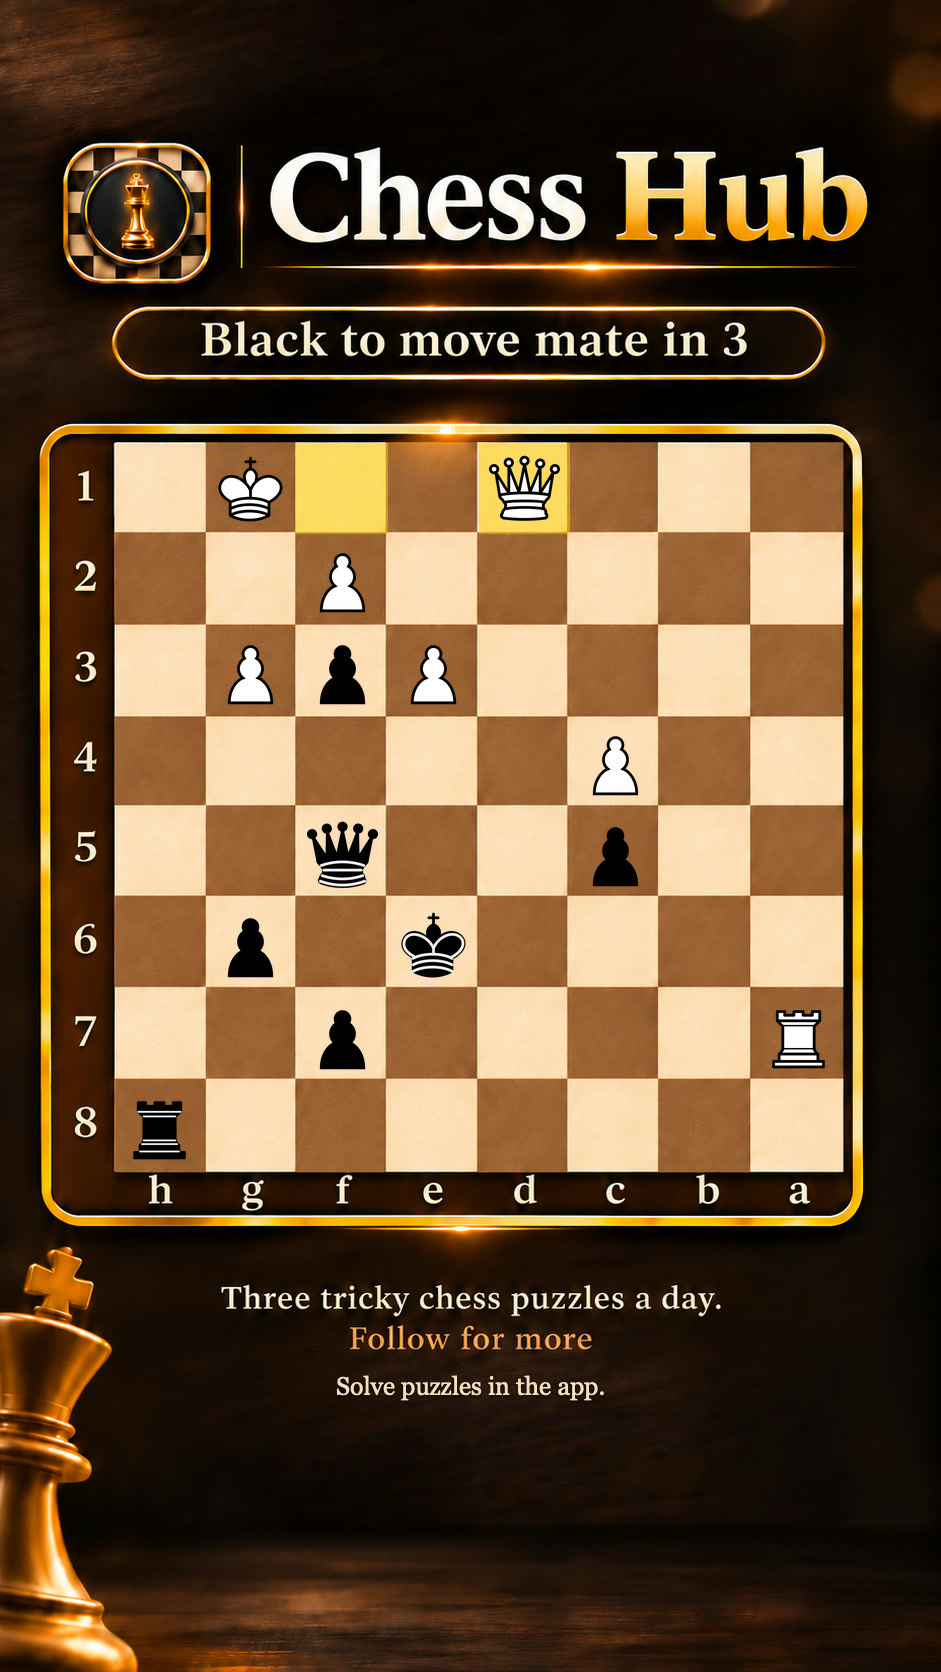 Chess Hub
Black to move mate in 3
1
2
3
4
5
6
7
8
h g f e d c b a
Three tricky chess puzzles a day.
Follow for more
Solve puzzles in the app.